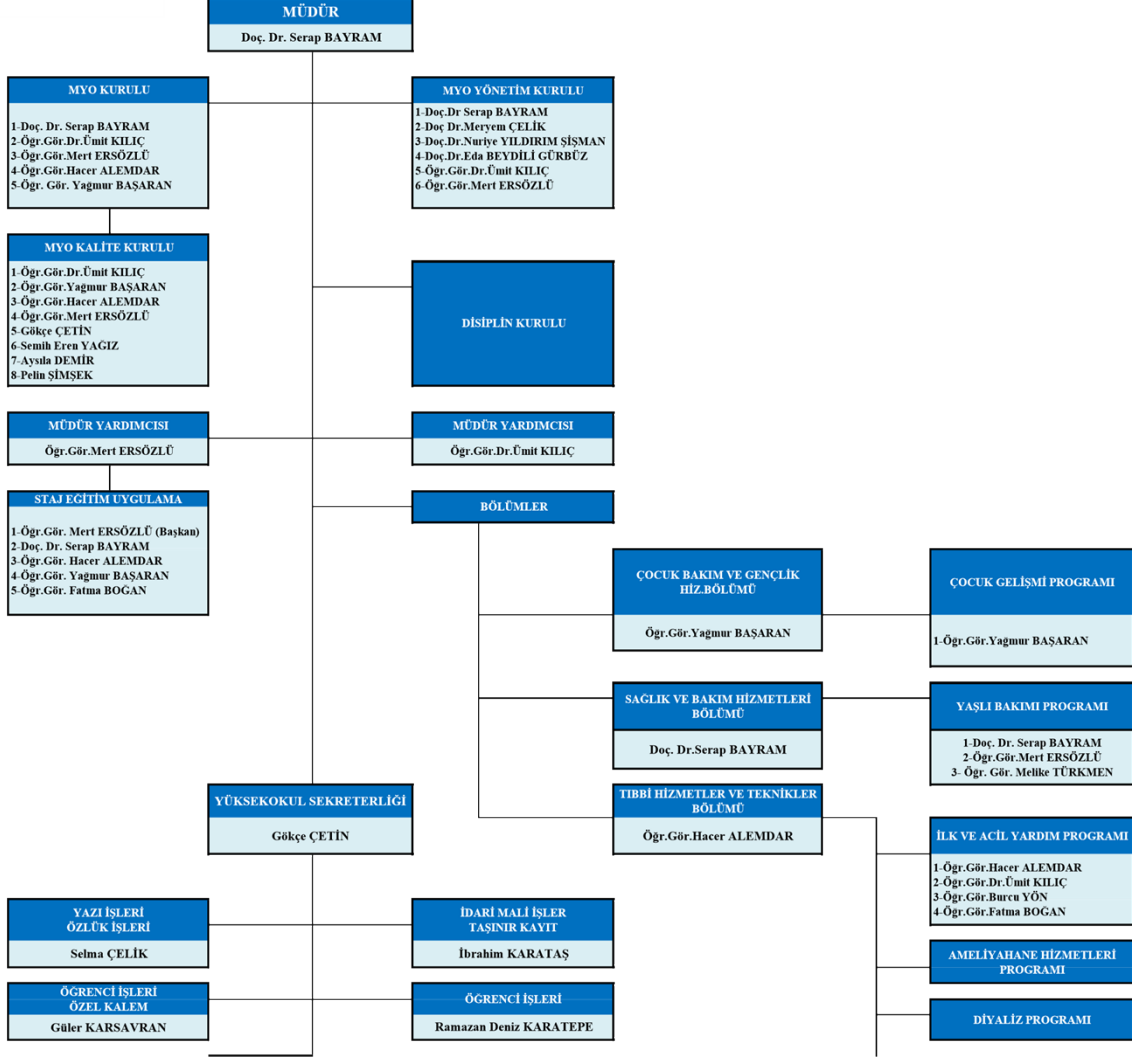 MÜDÜR
Doç. Dr. Serap BAYRAM
MYO KURULU
1-Doç. Dr. Serap BAYRAM
2-Öğr.Gör.Dr.Ümit KILIÇ
3-Öğr.Gör.Mert ERSÖZLÜ
4-Öğr.Gör.Hacer ALEMDAR
5-Öğr. Gör. Yağmur BAŞARAN
MYO YÖNETİM KURULU
1-Doç.Dr Serap BAYRAM
2-Doç Dr.Meryem ÇELİK
3-Doç.Dr.Nuriye YILDIRIM ŞİŞMAN
4-Doç.Dr.Eda BEYDİLİ GÜRBÜZ
5-Öğr.Gör.Dr.Ümit KILIÇ
6-Öğr.Gör.Mert ERSÖZLÜ
MYO KALİTE KURULU
1-Öğr.Gör.Dr.Ümit KILIÇ
2-Öğr.Gör.Yağmur BAŞARAN
3-Öğr.Gör.Hacer ALEMDAR
4-Öğr.Gör.Mert ERSÖZLÜ
5-Gökçe ÇETİN
6-Semih Eren YAĞIZ
7-Aysıla DEMİR
8-Pelin ŞİMŞEK
DİSİPLİN KURULU
MÜDÜR YARDIMCISI
Öğr.Gör.Mert ERSÖZLÜ
MÜDÜR YARDIMCISI
Öğr.Gör.Dr.Ümit KILIÇ
STAJ EĞİTİM UYGULAMA
1-Öğr.Gör. Mert ERSÖZLÜ (Başkan)
2-Doç. Dr. Serap BAYRAM
3-Öğr.Gör. Hacer ALEMDAR
4-Öğr.Gör. Yağmur BAŞARAN
5-Öğr.Gör. Fatma BOĞAN
BÖLÜMLER
ÇOCUK BAKIM VE GENÇLİK
HİZ.BÖLÜMÜ
Öğr.Gör.Yağmur BAŞARAN
ÇOCUK GELİŞMİ PROGRAMI
1-Öğr.Gör.Yağmur BAŞARAN
SAĞLIK VE BAKIM HİZMETLERİ
BÖLÜMÜ
Doç. Dr.Serap BAYRAM
YAŞLI BAKIMI PROGRAMI
1-Doç. Dr. Serap BAYRAM
2-Öğr.Gör.Mert ERSÖZLÜ
3- Öğr. Gör. Melike TÜRKMEN
YÜKSEKOKUL SEKRETERLİĞİ
Gökçe ÇETİN
TIBBİ HİZMETLER VE TEKNİKLER
BÖLÜMÜ
Öğr.Gör.Hacer ALEMDAR
İLK VE ACİL YARDIM PROGRAMI
1-Öğr.Gör.Hacer ALEMDAR
2-Öğr.Gör.Dr.Ümit KILIÇ
3-Öğr.Gör.Burcu YÖN
4-Öğr.Gör.Fatma BOĞAN
YAZI İŞLERİ
ÖZLÜK İŞLERİ
Selma ÇELİK
İDARİ MALİ İŞLER
TAŞINIR KAYIT
İbrahim KARATAŞ
AMELİYAHANE HİZMETLERİ
PROGRAMI
ÖĞRENCİ İŞLERİ
ÖZEL KALEM
Güler KARSAVRAN
ÖĞRENCİ İŞLERİ
Ramazan Deniz KARATEPE
DİYALİZ PROGRAMI